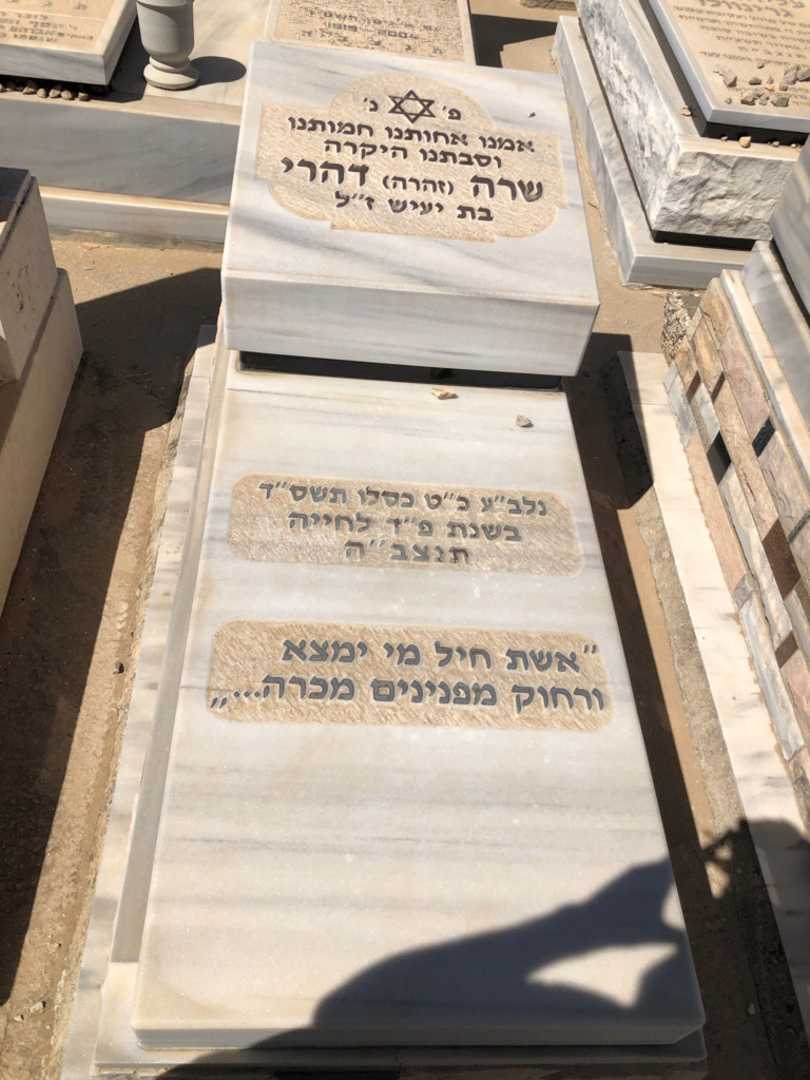 פ' נ'
אמנו אחותנו חמותנו
וסבתנו היקרה
שרה (זהרה) דהרי
בת יעיש ז"ל
נלב"ע כ"ט כסלו תשס"ד
בשנת פ"ד לחייה
תנצב"ה
"אשת חיל מי ימצא
ורחוק מפנינים מכרה...,,